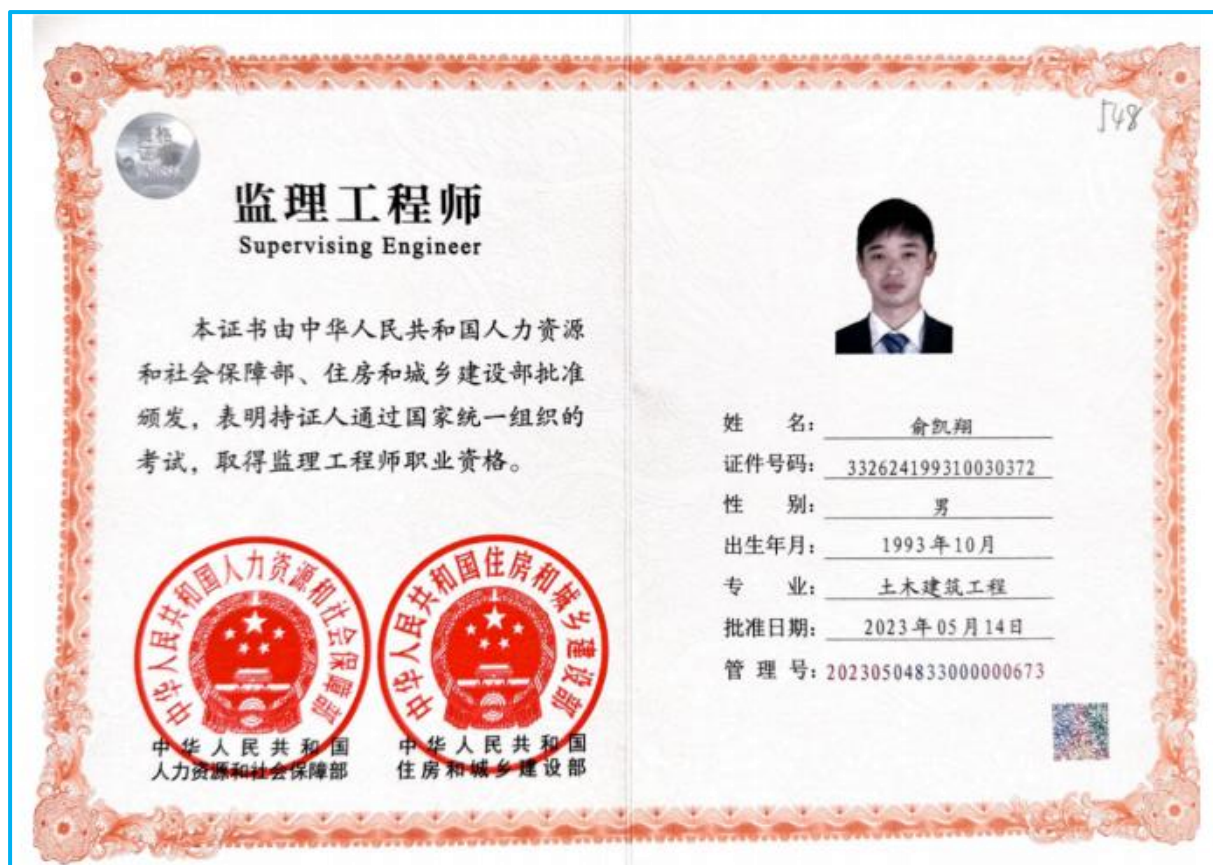 监理工程师
Supervising Engineer
本证书由中华人民共和国人力资源
和社会保障部、住房和城乡建设部批准
颁发，表明持证人通过国家统一组织的
考试，取得监理工程师职业资格。
中华人民共和国人力资源和社会保障部
中华人民共和国住房和城乡建设部
中华人民共和国
人力资源和社会保障部
中华人民共和国
住房和城乡建设部
548
姓 名： 俞凯翔
证件号码： 332624199310030372
性 别： 男
出生年月： 1993年10月
专 业： 土木建筑工程
批准日期： 2023年05月14日
管 理 号：20230504833000000673